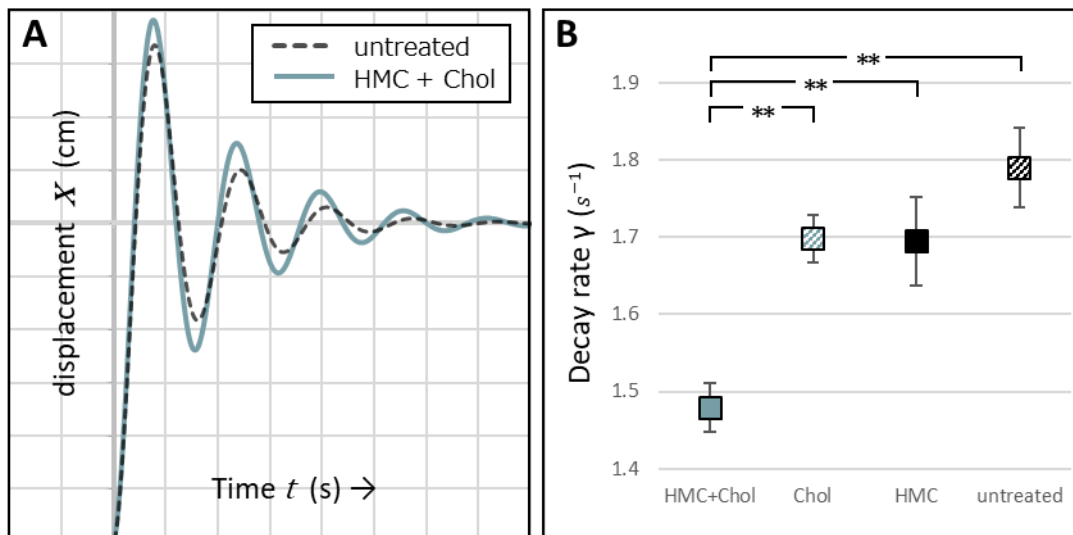 A
untreated
HMC + Chol
displacement X (cm)
Time t (s) →
B
**
**
**
Decay rate γ (s⁻¹)
1.9
1.8
1.7
1.6
1.5
1.4
HMC+Chol
Chol
HMC
untreated